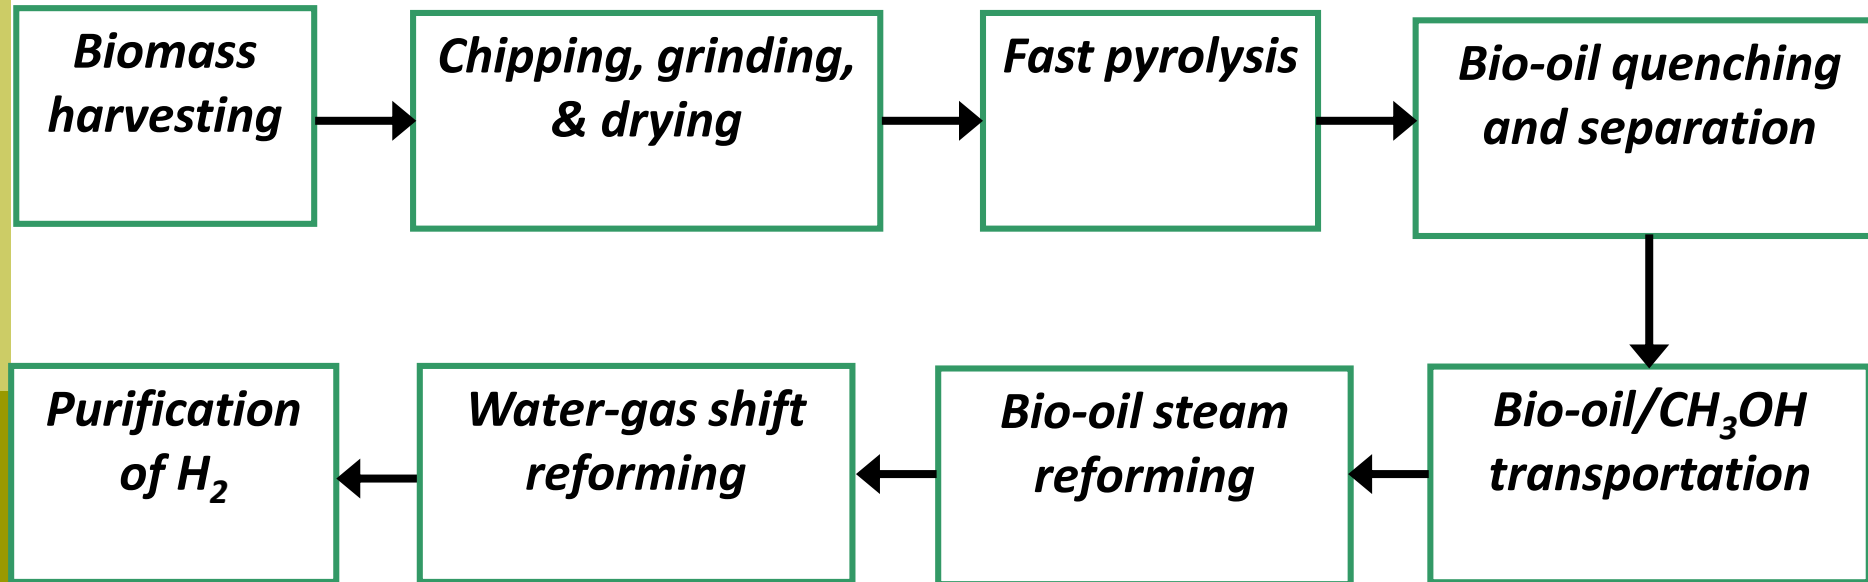 Biomass
harvesting
Chipping, grinding,
& drying
Fast pyrolysis
Bio-oil quenching
and separation
Bio-oil/CH₃OH
transportation
Bio-oil steam
reforming
Water-gas shift
reforming
Purification
of H₂